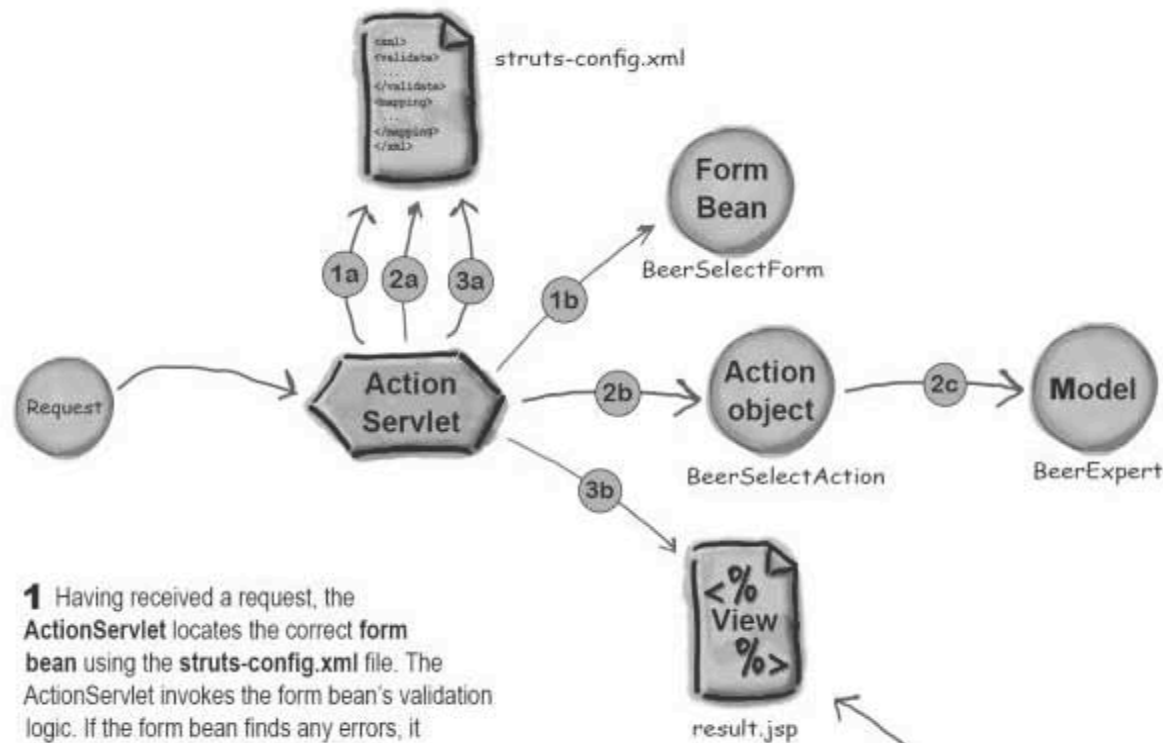 <xml>
<validate>
...
</validate>
<mapping>
...
</mapping>
</xml>
struts-config.xml
Form
Bean
BeerSelectForm
1a
2a
3a
1b
Request
Action
Servlet
2b
Action
object
BeerSelectAction
2c
Model
BeerExpert
3b
<%
View
%>
result.jsp
1 Having received a request, the
ActionServlet locates the correct form
bean using the struts-config.xml file. The
ActionServlet invokes the form bean's validation
logic. If the form bean finds any errors, it